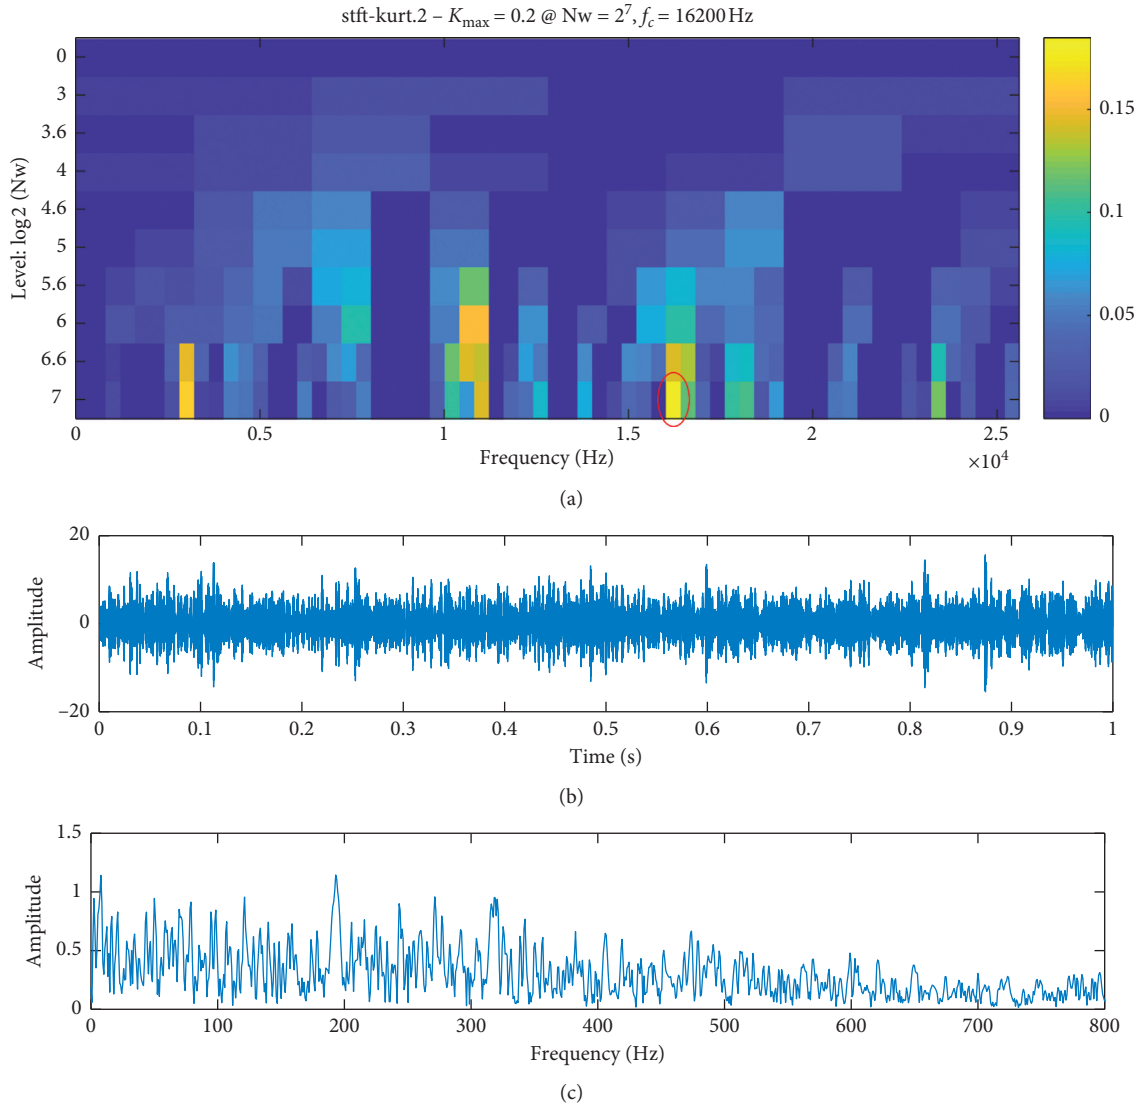 stft-kurt.2 – K_max = 0.2 @ Nw = 2^7, f_c = 16200 Hz
Level: log2 (Nw)
0
3
3.6
4
4.6
5
5.6
6
6.6
7
0.15
0.1
0.05
0
0 0.5 1 1.5 2 2.5
Frequency (Hz)
×10^4
(a)
Amplitude
20
10
0
–10
–20
0 0.1 0.2 0.3 0.4 0.5 0.6 0.7 0.8 0.9 1
Time (s)
(b)
Amplitude
1.5
1
0.5
0
0 100 200 300 400 500 600 700 800
Frequency (Hz)
(c)